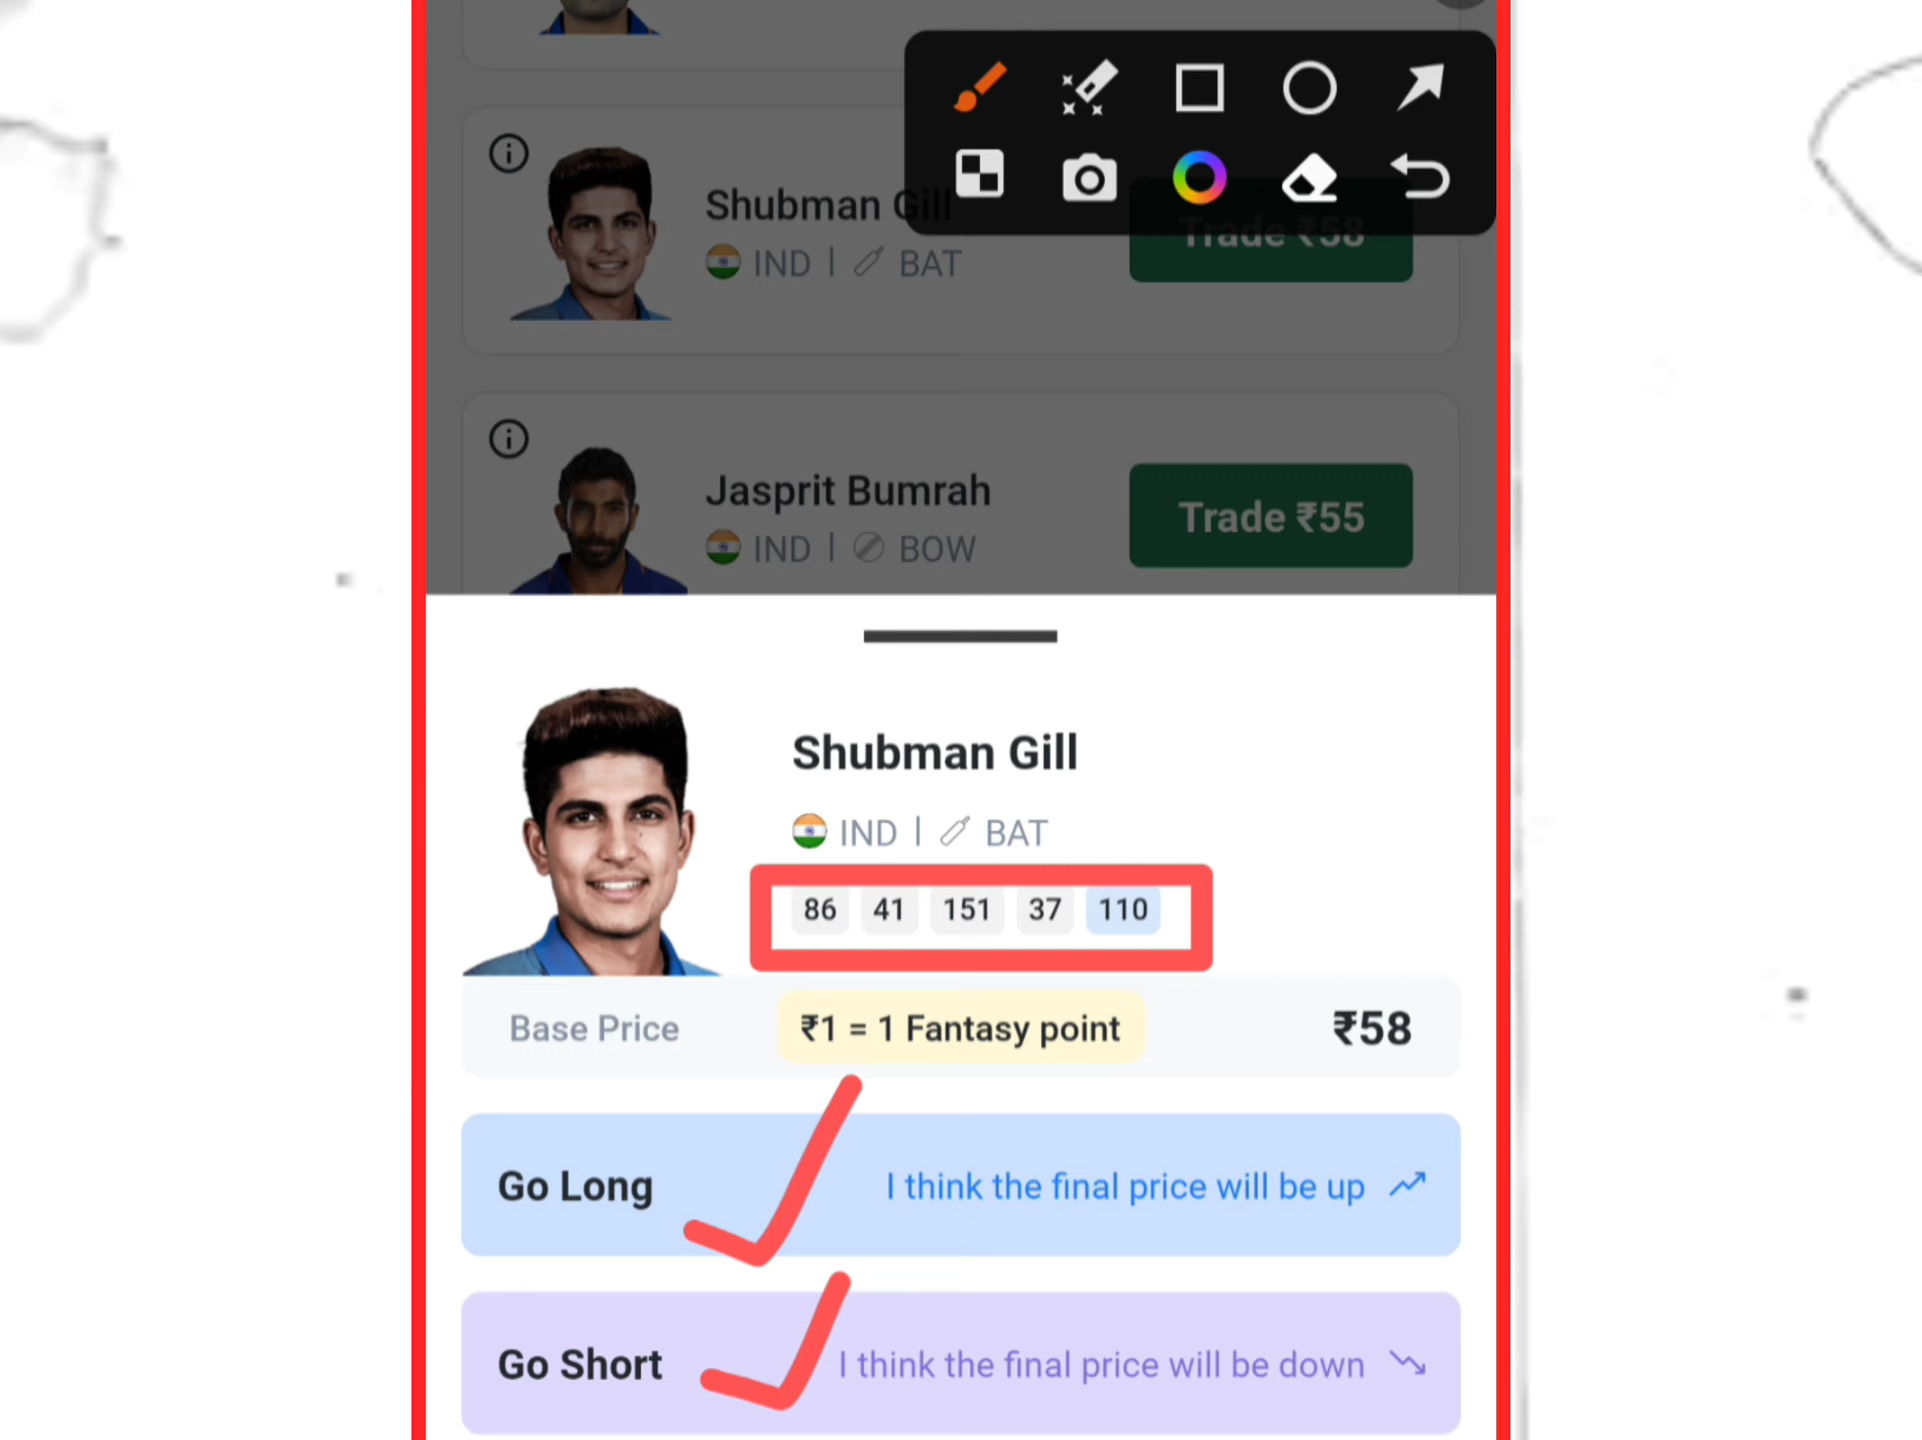 Shubman Gill
IND | BAT
Trade ₹58
Jasprit Bumrah
IND | BOW
Trade ₹55
Shubman Gill
IND | BAT
86 41 151 37 110
Base Price ₹1 = 1 Fantasy point ₹58
Go Long I think the final price will be up
Go Short I think the final price will be down